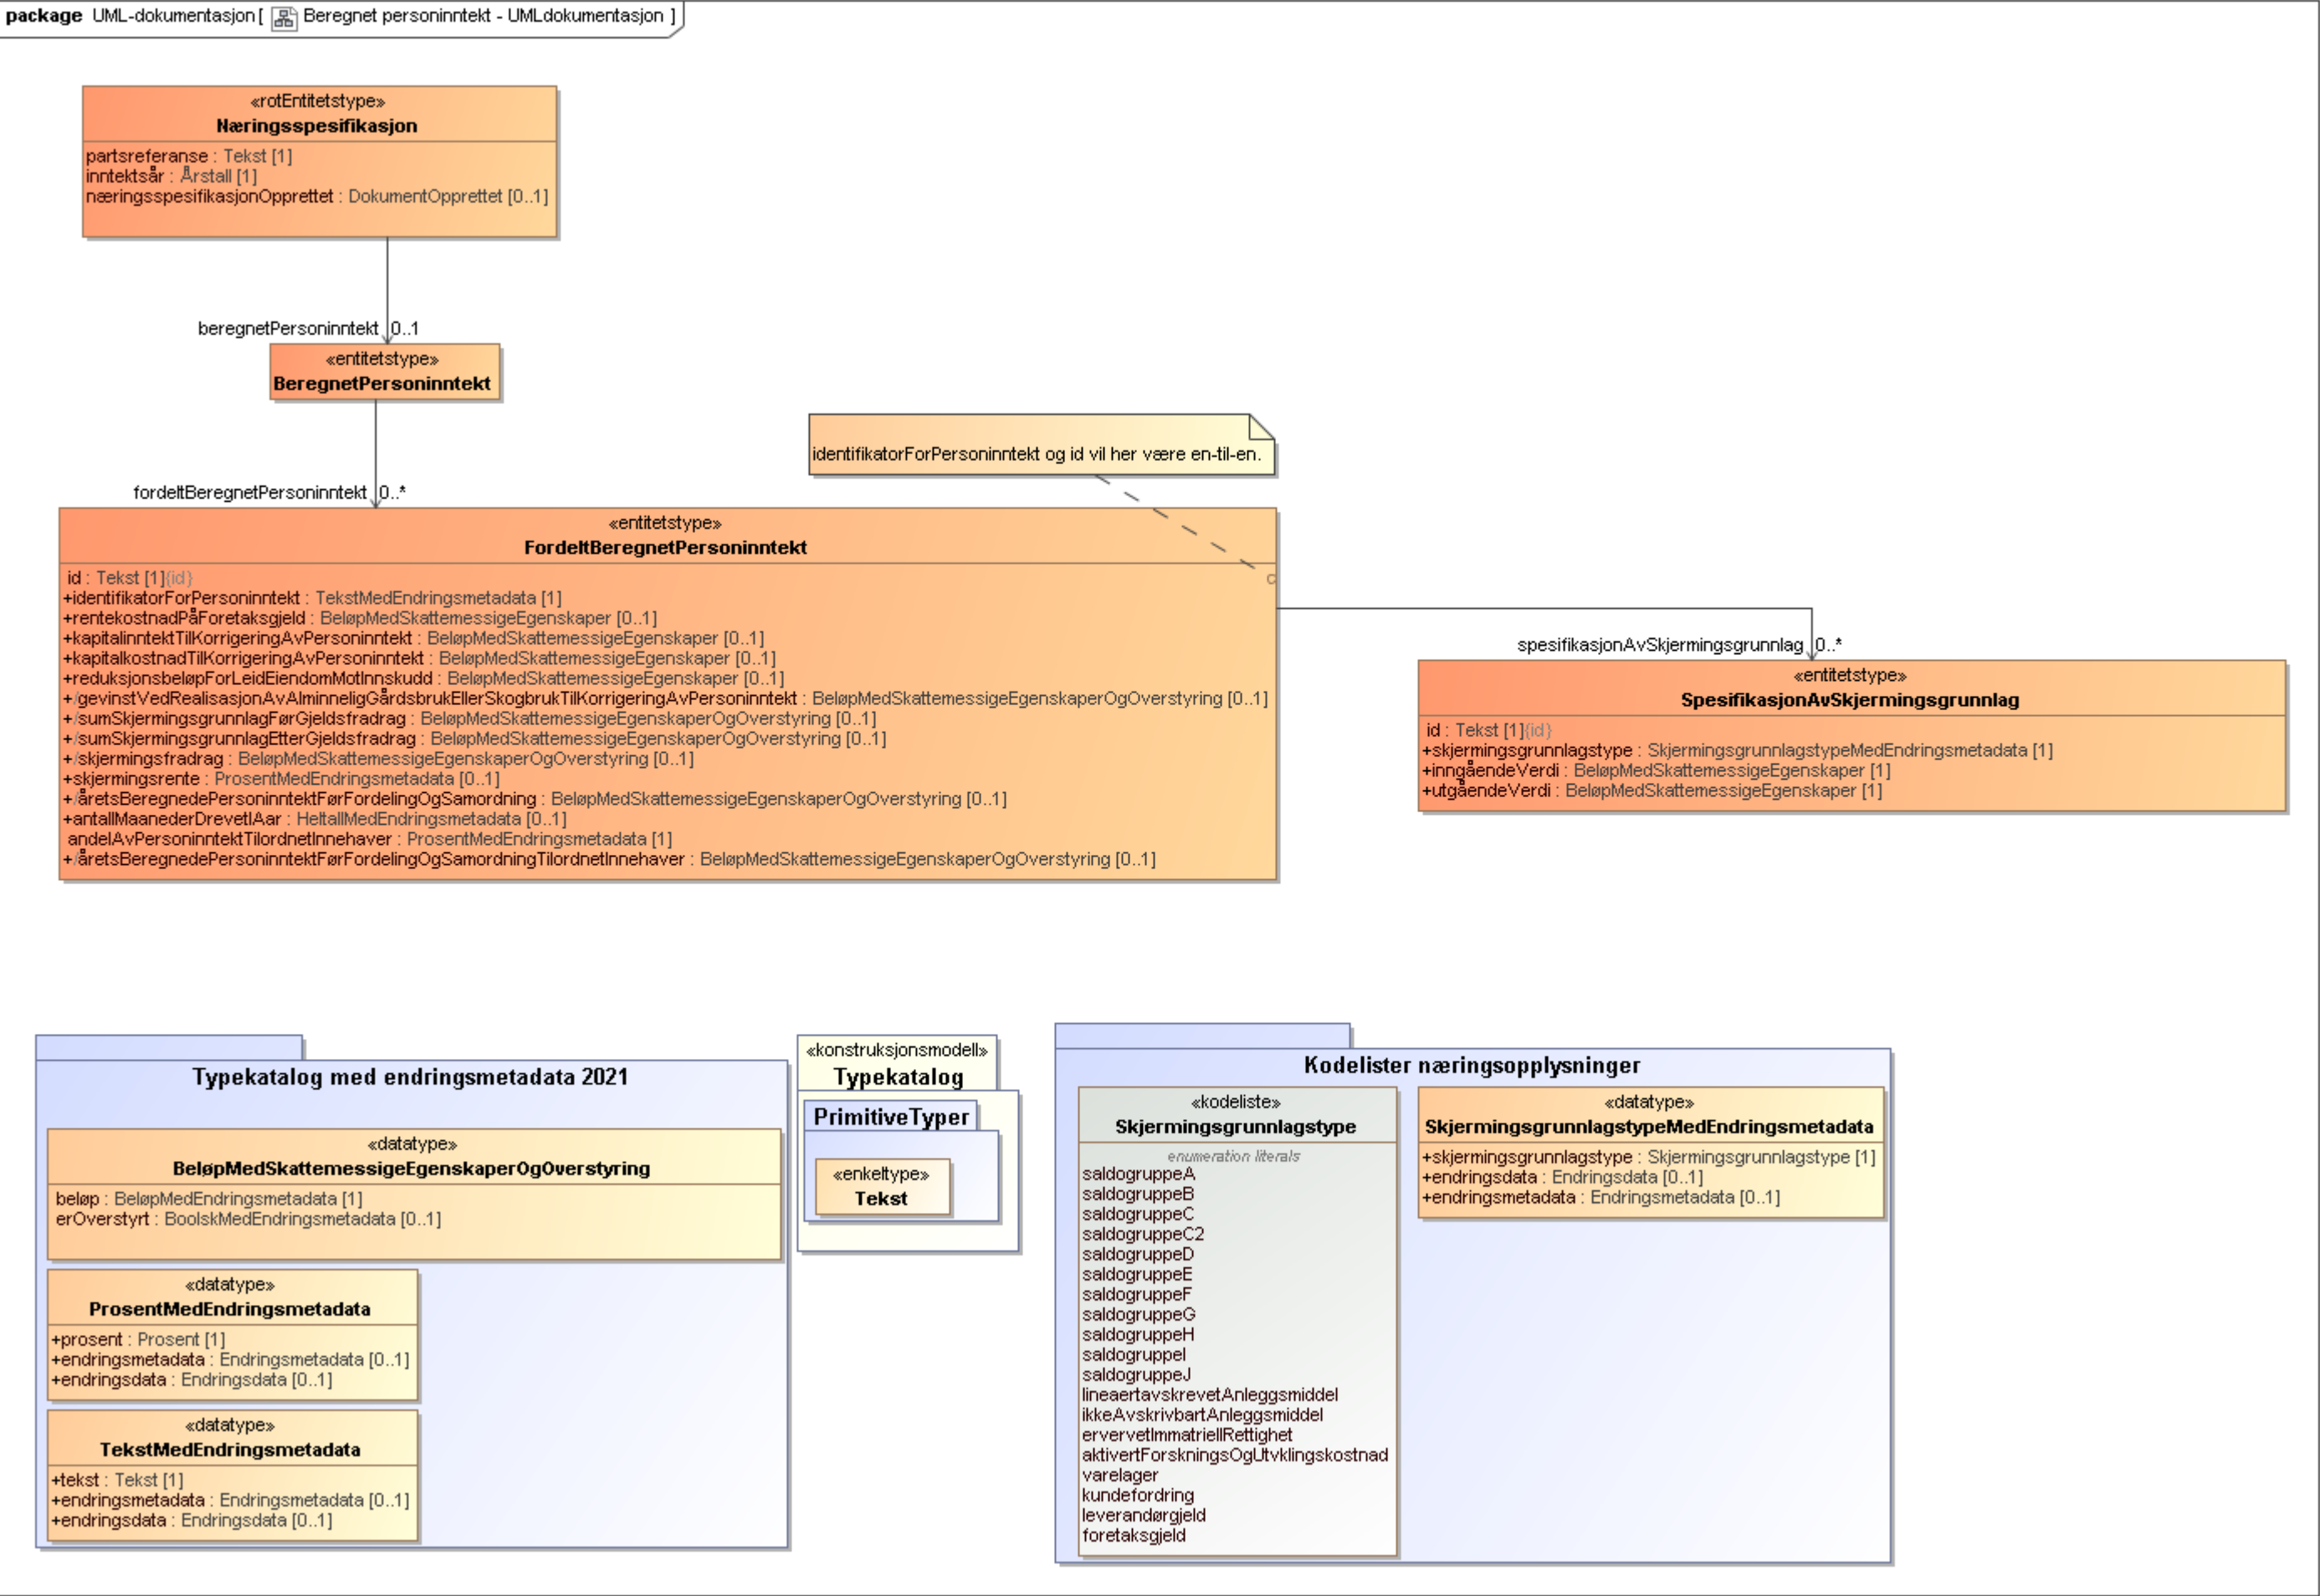 package UML-dokumentasjon [ Beregnet personinntekt - UMLdokumentasjon ]
«rotEntitetstype»
Næringsspesifikasjon
partsreferanse : Tekst [1]
inntektsår : Årstall [1]
næringsspesifikasjonOpprettet : DokumentOpprettet [0..1]
beregnetPersoninntekt 0..1
«entitetstype»
BeregnetPersoninntekt
identifikatorForPersoninntekt og id vil her være en-til-en.
fordeltBeregnetPersoninntekt 0..*
«entitetstype»
FordeltBeregnetPersoninntekt
id : Tekst [1]{id}
+identifikatorForPersoninntekt : TekstMedEndringsmetadata [1]
+rentekostnadPåForetaksgjeld : BeløpMedSkattemessigeEgenskaper [0..1]
+kapitalinntektTilKorrigeringAvPersoninntekt : BeløpMedSkattemessigeEgenskaper [0..1]
+kapitalkostnadTilKorrigeringAvPersoninntekt : BeløpMedSkattemessigeEgenskaper [0..1]
+reduksjonsbeløpForLeidEiendomMotInnskudd : BeløpMedSkattemessigeEgenskaper [0..1]
+/gevinstVedRealisasjonAvAlminneligGårdsbrukEllerSkogbrukTilKorrigeringAvPersoninntekt : BeløpMedSkattemessigeEgenskaperOgOverstyring [0..1]
+/sumSkjermingsgrunnlagFørGjeldsfradrag : BeløpMedSkattemessigeEgenskaperOgOverstyring [0..1]
+/sumSkjermingsgrunnlagEtterGjeldsfradrag : BeløpMedSkattemessigeEgenskaperOgOverstyring [0..1]
+/skjermingsfradrag : BeløpMedSkattemessigeEgenskaperOgOverstyring [0..1]
+skjermingsrente : ProsentMedEndringsmetadata [0..1]
+/åretsBeregnedePersoninntektFørFordelingOgSamordning : BeløpMedSkattemessigeEgenskaperOgOverstyring [0..1]
+antallMaanederDrevetIAar : HeltallMedEndringsmetadata [0..1]
andelAvPersoninntektTilordnetInnehaver : ProsentMedEndringsmetadata [1]
+/åretsBeregnedePersoninntektFørFordelingOgSamordningTilordnetInnehaver : BeløpMedSkattemessigeEgenskaperOgOverstyring [0..1]
spesifikasjonAvSkjermingsgrunnlag 0..*
«entitetstype»
SpesifikasjonAvSkjermingsgrunnlag
id : Tekst [1]{id}
+skjermingsgrunnlagstype : SkjermingsgrunnlagstypeMedEndringsmetadata [1]
+inngåendeVerdi : BeløpMedSkattemessigeEgenskaper [1]
+utgåendeVerdi : BeløpMedSkattemessigeEgenskaper [1]
Typekatalog med endringsmetadata 2021
«datatype»
BeløpMedSkattemessigeEgenskaperOgOverstyring
beløp : BeløpMedEndringsmetadata [1]
erOverstyrt : BoolskMedEndringsmetadata [0..1]
«datatype»
ProsentMedEndringsmetadata
+prosent : Prosent [1]
+endringsmetadata : Endringsmetadata [0..1]
+endringsdata : Endringsdata [0..1]
«datatype»
TekstMedEndringsmetadata
+tekst : Tekst [1]
+endringsmetadata : Endringsmetadata [0..1]
+endringsdata : Endringsdata [0..1]
«konstruksjonsmodell»
Typekatalog
PrimitiveTyper
«enkeltype»
Tekst
Kodelister næringsopplysninger
«kodeliste»
Skjermingsgrunnlagstype
enumeration literals
saldogruppeA
saldogruppeB
saldogruppeC
saldogruppeC2
saldogruppeD
saldogruppeE
saldogruppeF
saldogruppeG
saldogruppeH
saldogruppeI
saldogruppeJ
lineaertavskrevetAnleggsmiddel
ikkeAvskrivbartAnleggsmiddel
ervervetImmatriellRettighet
aktivertForskningsOgUtvklingskostnad
varelager
kundefordring
leverandørgjeld
foretaksgjeld
«datatype»
SkjermingsgrunnlagstypeMedEndringsmetadata
+skjermingsgrunnlagstype : Skjermingsgrunnlagstype [1]
+endringsdata : Endringsdata [0..1]
+endringsmetadata : Endringsmetadata [0..1]